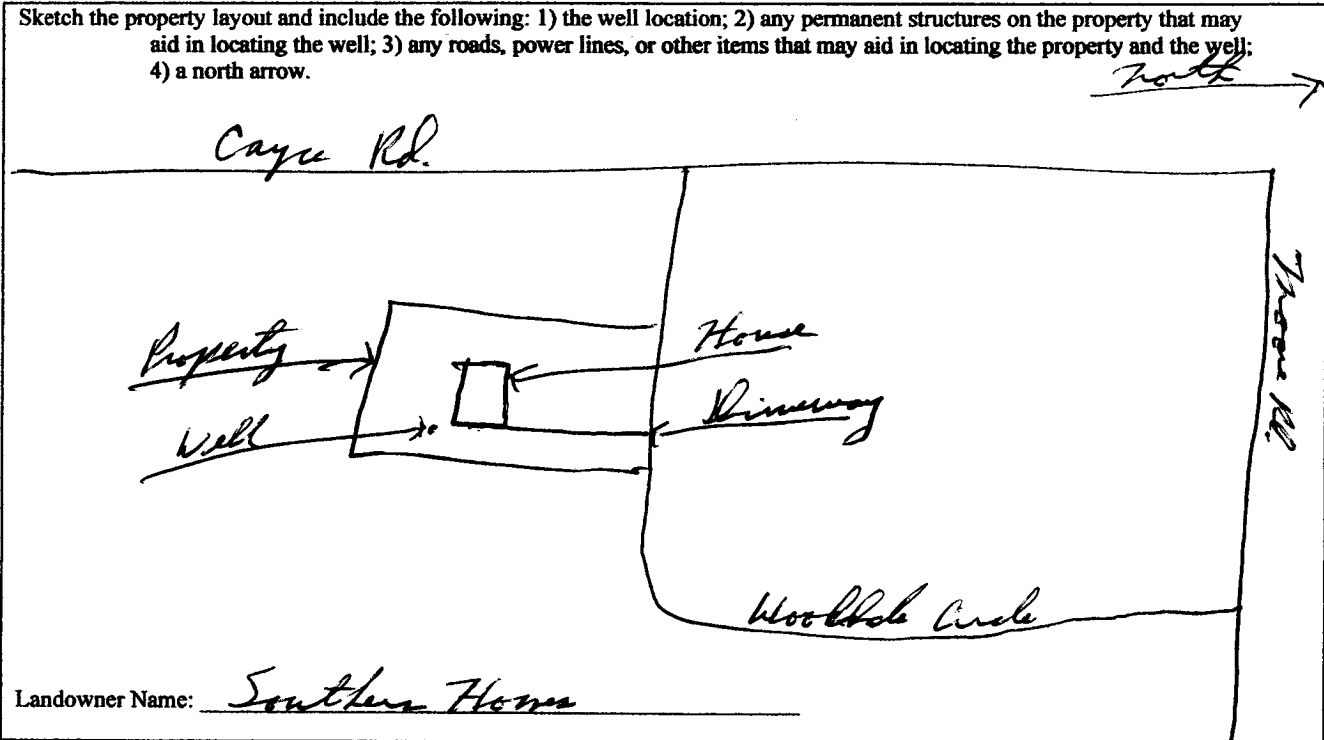 Sketch the property layout and include the following: 1) the well location; 2) any permanent structures on the property that may
aid in locating the well; 3) any roads, power lines, or other items that may aid in locating the property and the well;
4) a north arrow.
north
Cayce Rd.
House
Property
Driveway
Well
Rd.
Circle
Landowner Name: Southern Homes